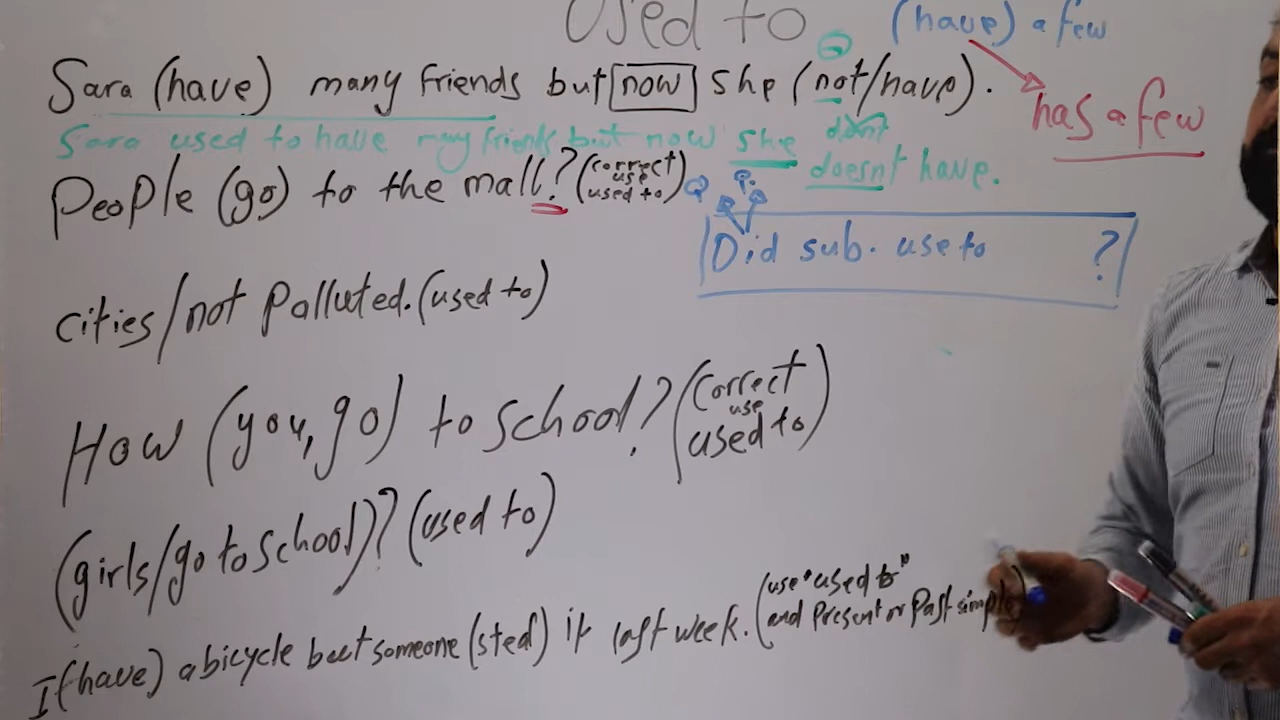 used to
(have) a few
Sara (have) many friends but now she (not/have).
has a few
Sara used to have many friends but now she didnt doesnt have.
People (go) to the mall? (correct use used to)
Q Q.
Did sub. use to ?
cities/not Palluted. (used to)
How (you, go) to school? (correct use used to)
(girls/go to school)? (used to)
I (have) a bicycle but someone (steal) it last week. (use "used to" and Present or Past simple)